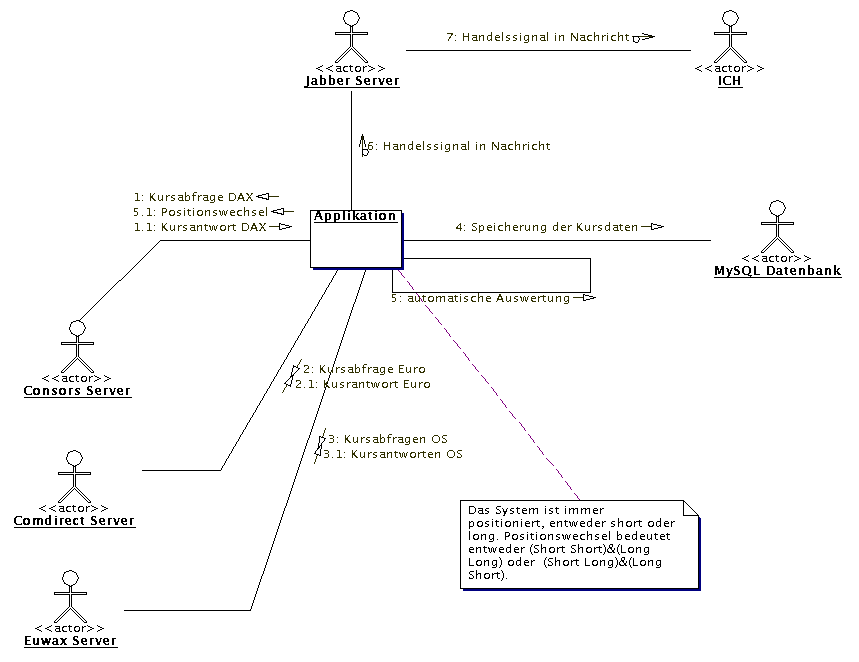 7: Handelssignal in Nachricht
<<actor>>
Jabber Server
<<actor>>
ICH
6: Handelssignal in Nachricht
1: Kursabfrage DAX
5.1: Positionswechsel
1.1: Kursantwort DAX
Applikation
4: Speicherung der Kursdaten
<<actor>>
MySQL Datenbank
5: automatische Auswertung
<<actor>>
Consors Server
2: Kursabfrage Euro
2.1: Kusrantwort Euro
3: Kursabfragen OS
3.1: Kursantworten OS
<<actor>>
Comdirect Server
Das System ist immer
positioniert, entweder short oder
long. Positionswechsel bedeutet
entweder (Short Short)&(Long
Long) oder (Short Long)&(Long
Short).
<<actor>>
Euwax Server